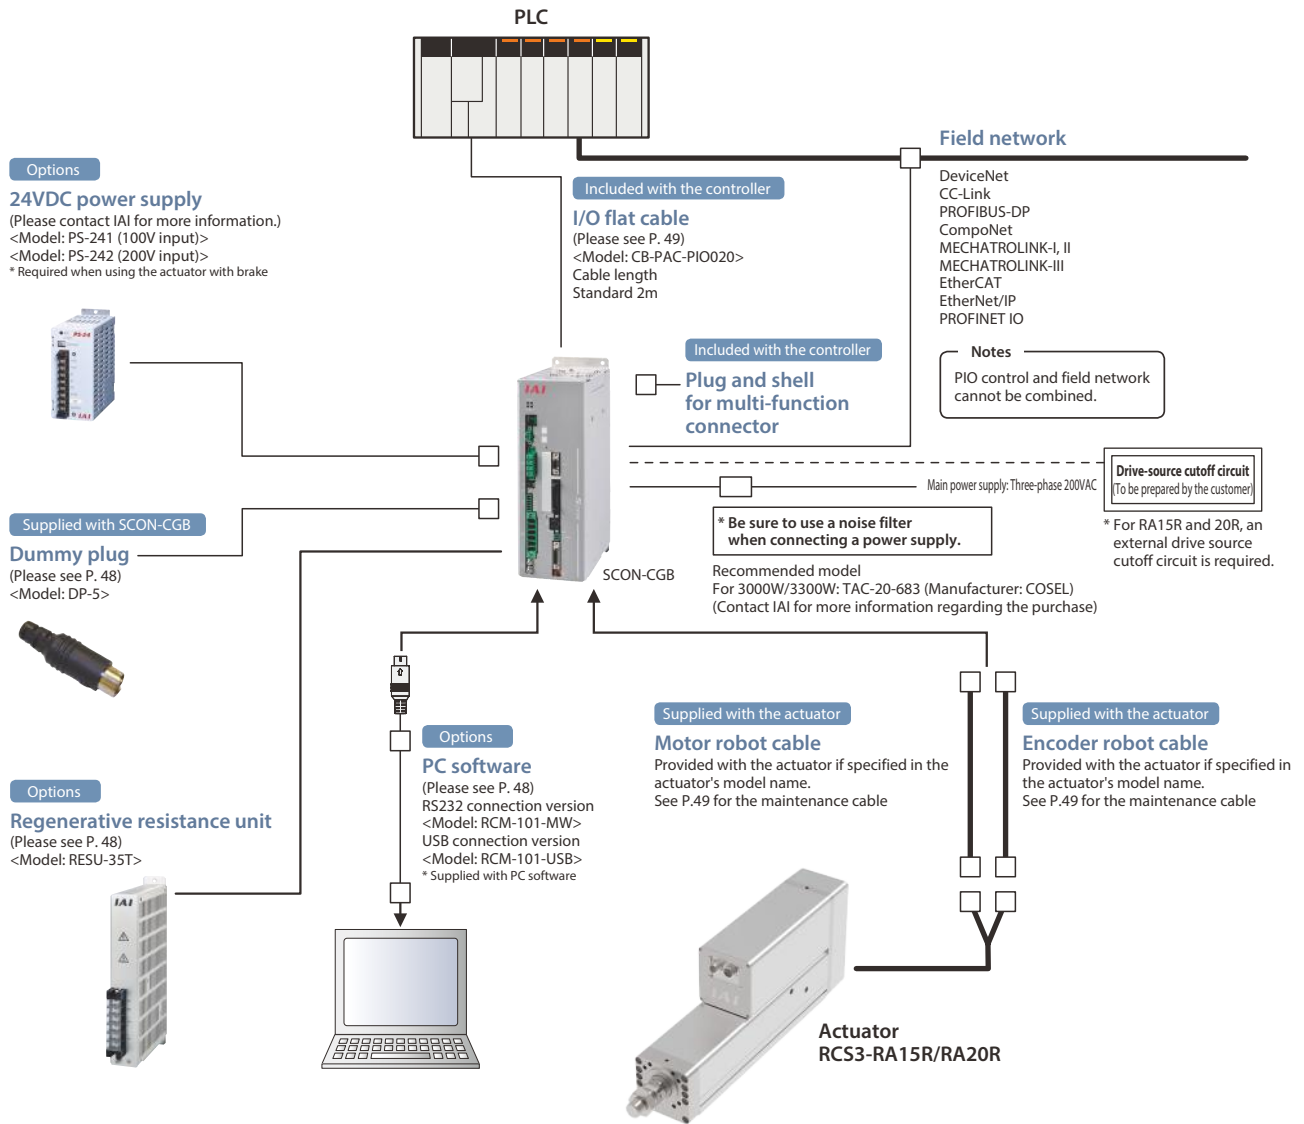 PLC
Options
24VDC power supply
(Please contact IAI for more information.)
<Model: PS-241 (100V input)>
<Model: PS-242 (200V input)>
* Required when using the actuator with brake
Included with the controller
I/O flat cable
(Please see P. 49)
<Model: CB-PAC-PIO020>
Cable length
Standard 2m
Field network
DeviceNet
CC-Link
PROFIBUS-DP
CompoNet
MECHATROLINK-I, II
MECHATROLINK-III
EtherCAT
EtherNet/IP
PROFINET IO
Notes
PIO control and field network
cannot be combined.
PS-24
IAI
IAI
Included with the controller
Plug and shell
for multi-function
connector
Main power supply: Three-phase 200VAC
Drive-source cutoff circuit
(To be prepared by the customer)
* For RA15R and 20R, an
external drive source
cutoff circuit is required.
* Be sure to use a noise filter
when connecting a power supply.
Recommended model
For 3000W/3300W: TAC-20-683 (Manufacturer: COSEL)
(Contact IAI for more information regarding the purchase)
SCON-CGB
Supplied with SCON-CGB
Dummy plug
(Please see P. 48)
<Model: DP-5>
Options
PC software
(Please see P. 48)
RS232 connection version
<Model: RCM-101-MW>
USB connection version
<Model: RCM-101-USB>
* Supplied with PC software
Supplied with the actuator
Motor robot cable
Provided with the actuator if specified in the
actuator's model name.
See P.49 for the maintenance cable
Supplied with the actuator
Encoder robot cable
Provided with the actuator if specified in
the actuator's model name.
See P.49 for the maintenance cable
Options
Regenerative resistance unit
(Please see P. 48)
<Model: RESU-35T>
IAI
IAI
Actuator
RCS3-RA15R/RA20R